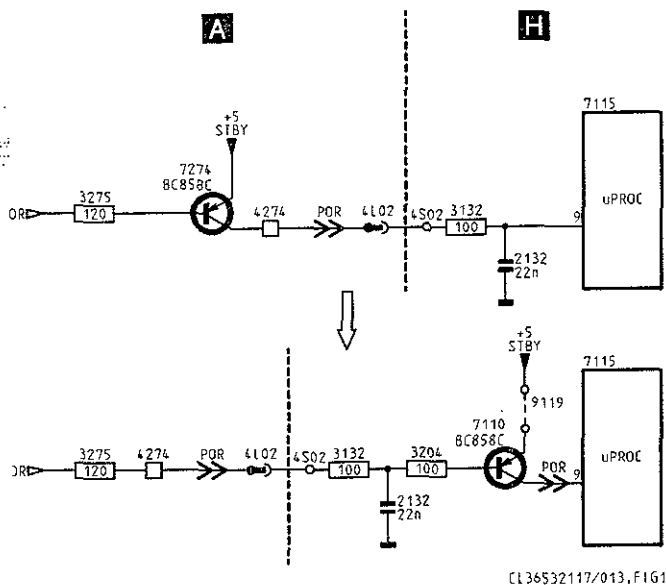 A H
7115
+5
STBY
7274
BC858C
3275
4274
POR
4L02
4S02
3132
OR
120
100
9
uPROC
2132
22n
+5
STBY
7115
9119
7110
BC858C
3275
4274
POR
4L02
4S02
3132
3204
POR
OR
120
100
100
9
uPROC
2132
22n
CL36532117/013,FIG1